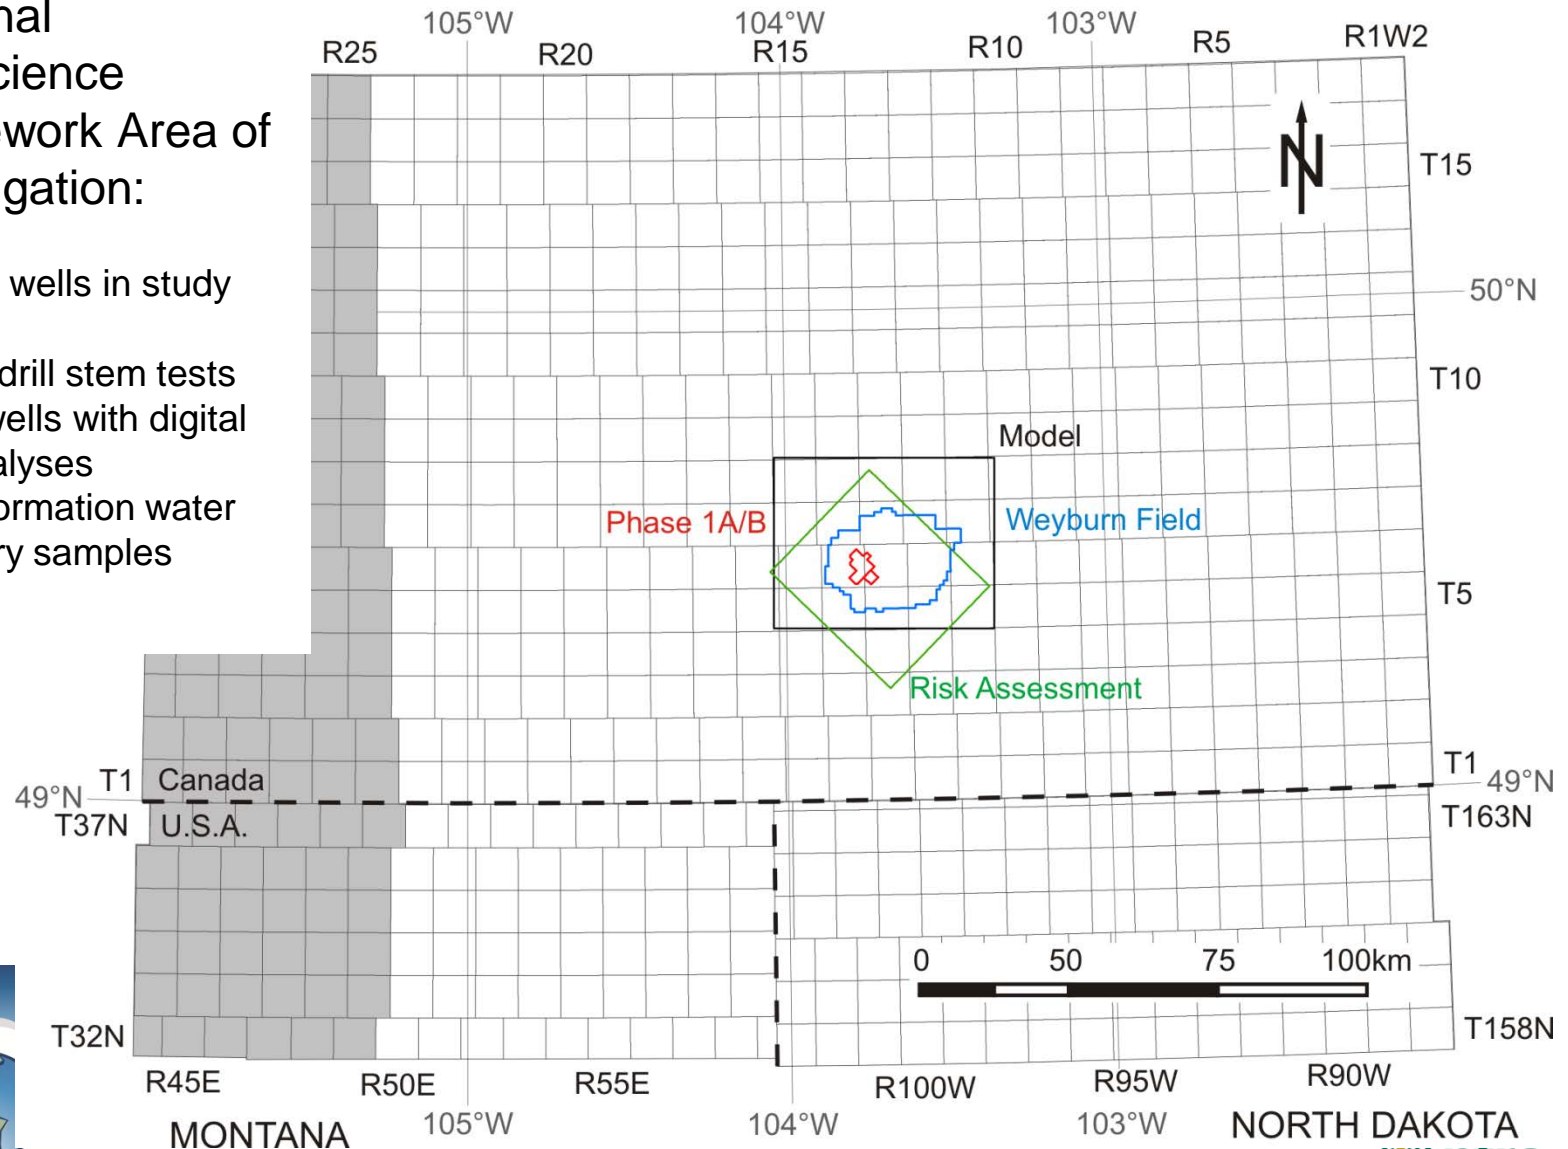 nal
cience
ework Area of
igation:
wells in study
drill stem tests
wells with digital
alyses
ormation water
ry samples
105°W
104°W
103°W
R25
R20
R15
R10
R5
R1W2
N
T15
50°N
T10
Model
Phase 1A/B
Weyburn Field
T5
Risk Assessment
T1
Canada
T1
49°N
49°N
T37N
U.S.A.
T163N
0 50 75 100km
T32N
T158N
R45E
R50E
R55E
R100W
R95W
R90W
105°W
104°W
103°W
MONTANA
NORTH DAKOTA